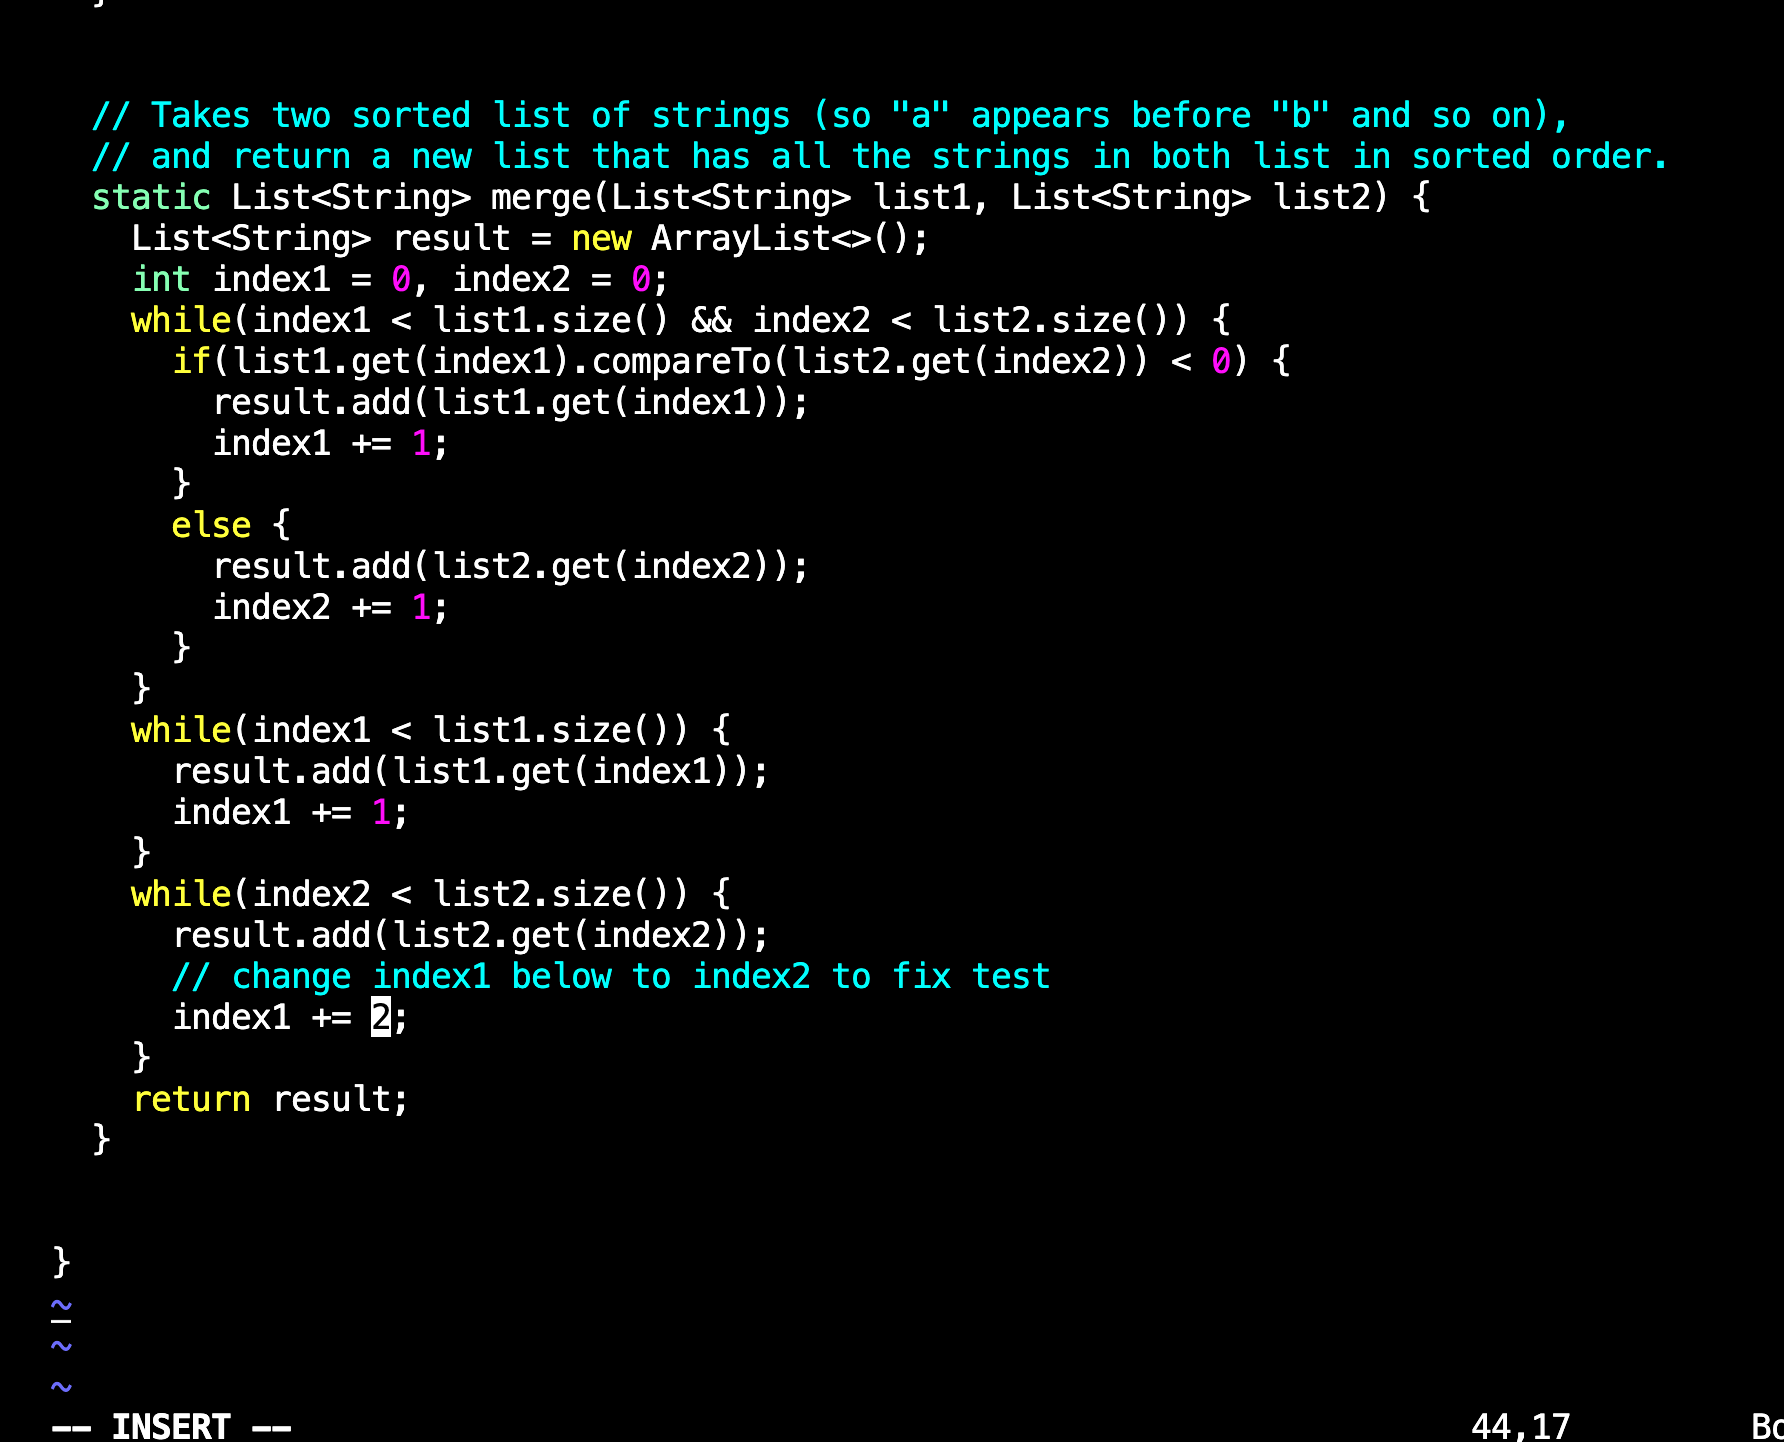 }
// Takes two sorted list of strings (so "a" appears before "b" and so on),
// and return a new list that has all the strings in both list in sorted order.
static List<String> merge(List<String> list1, List<String> list2) {
List<String> result = new ArrayList<>();
int index1 = 0, index2 = 0;
while(index1 < list1.size() && index2 < list2.size()) {
if(list1.get(index1).compareTo(list2.get(index2)) < 0) {
result.add(list1.get(index1));
index1 += 1;
}
else {
result.add(list2.get(index2));
index2 += 1;
}
}
while(index1 < list1.size()) {
result.add(list1.get(index1));
index1 += 1;
}
while(index2 < list2.size()) {
result.add(list2.get(index2));
// change index1 below to index2 to fix test
index1 += 2;
}
return result;
}
}
~
~
~
-- INSERT -- 44,17